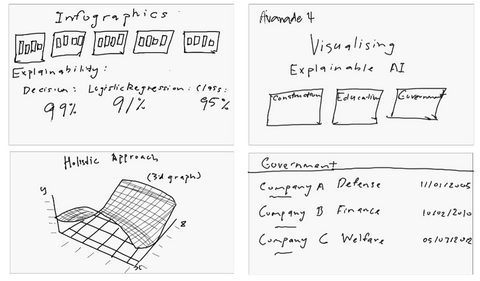 Infographics
Explainability:
Decision: Logistic Regression: Class:
99% 91% 95%
Avanade 4
Visualising
Explainable AI
Construction Education Government
Holistic Approach
(3d graph)
y
z
x
Government
Company A Defense 11/01/2005
Company B Finance 10/02/2010
Company C Welfare 05/07/2012